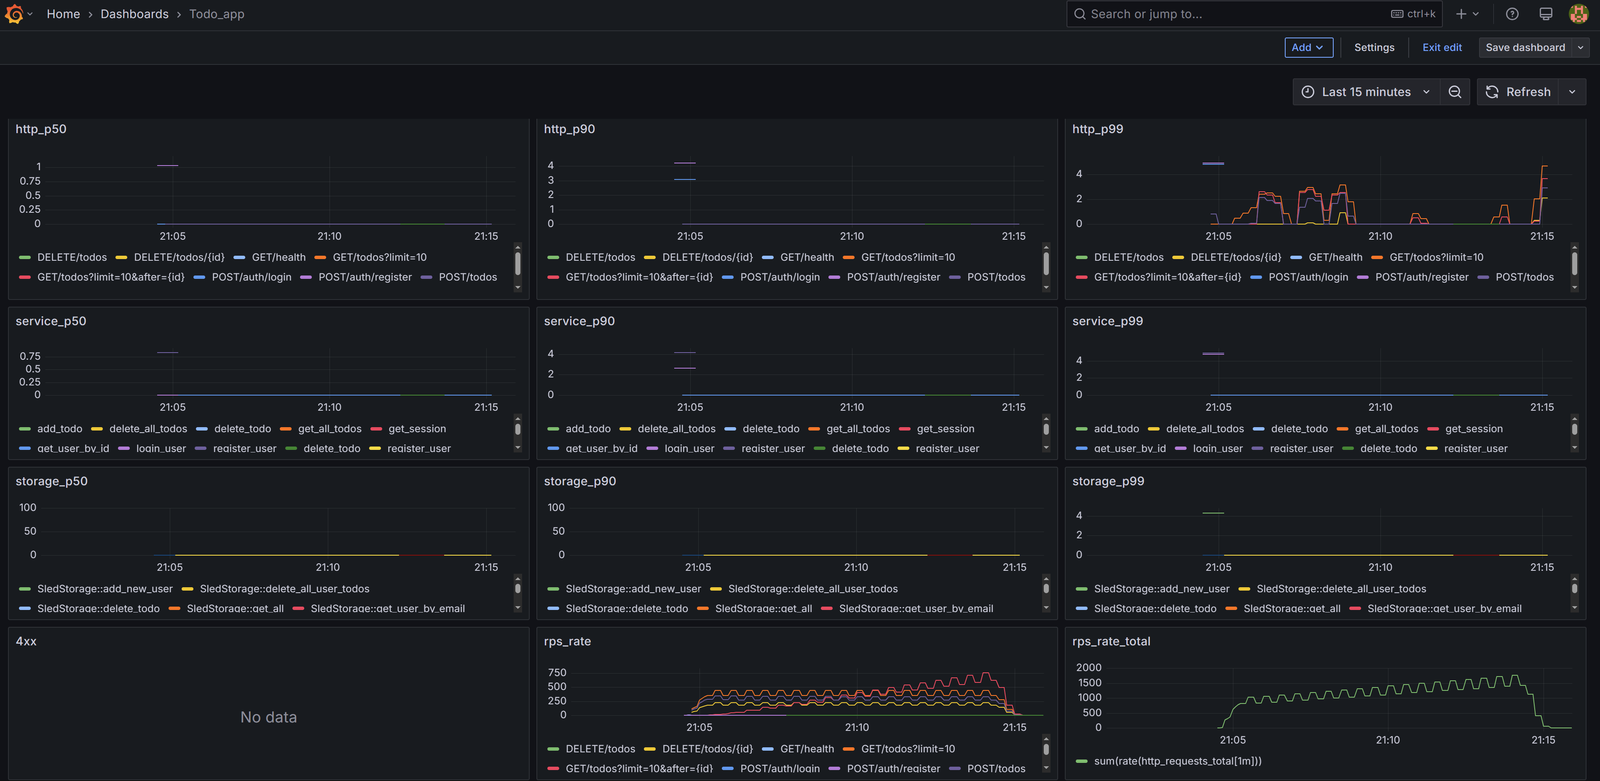 Home › Dashboards › Todo_app
Search or jump to... ctrl+k
Add Settings Exit edit Save dashboard
Last 15 minutes Refresh
http_p50
1
0.75
0.5
0.25
0
21:05 21:10 21:15
DELETE/todos DELETE/todos/{id} GET/health GET/todos?limit=10
GET/todos?limit=10&after={id} POST/auth/login POST/auth/register POST/todos
http_p90
4
3
2
1
0
21:05 21:10 21:15
DELETE/todos DELETE/todos/{id} GET/health GET/todos?limit=10
GET/todos?limit=10&after={id} POST/auth/login POST/auth/register POST/todos
http_p99
4
2
0
21:05 21:10 21:15
DELETE/todos DELETE/todos/{id} GET/health GET/todos?limit=10
GET/todos?limit=10&after={id} POST/auth/login POST/auth/register POST/todos
service_p50
0.75
0.5
0.25
0
21:05 21:10 21:15
add_todo delete_all_todos delete_todo get_all_todos get_session
get_user_by_id login_user register_user delete_todo register_user
service_p90
4
2
0
21:05 21:10 21:15
add_todo delete_all_todos delete_todo get_all_todos get_session
get_user_by_id login_user register_user delete_todo register_user
service_p99
4
2
0
21:05 21:10 21:15
add_todo delete_all_todos delete_todo get_all_todos get_session
get_user_by_id login_user register_user delete_todo register_user
storage_p50
100
50
0
21:05 21:10 21:15
SledStorage::add_new_user SledStorage::delete_all_user_todos
SledStorage::delete_todo SledStorage::get_all SledStorage::get_user_by_email
storage_p90
100
50
0
21:05 21:10 21:15
SledStorage::add_new_user SledStorage::delete_all_user_todos
SledStorage::delete_todo SledStorage::get_all SledStorage::get_user_by_email
storage_p99
4
2
0
21:05 21:10 21:15
SledStorage::add_new_user SledStorage::delete_all_user_todos
SledStorage::delete_todo SledStorage::get_all SledStorage::get_user_by_email
4xx
No data
rps_rate
750
500
250
0
21:05 21:10 21:15
DELETE/todos DELETE/todos/{id} GET/health GET/todos?limit=10
GET/todos?limit=10&after={id} POST/auth/login POST/auth/register POST/todos
rps_rate_total
2000
1500
1000
500
0
21:05 21:10 21:15
sum(rate(http_requests_total[1m]))